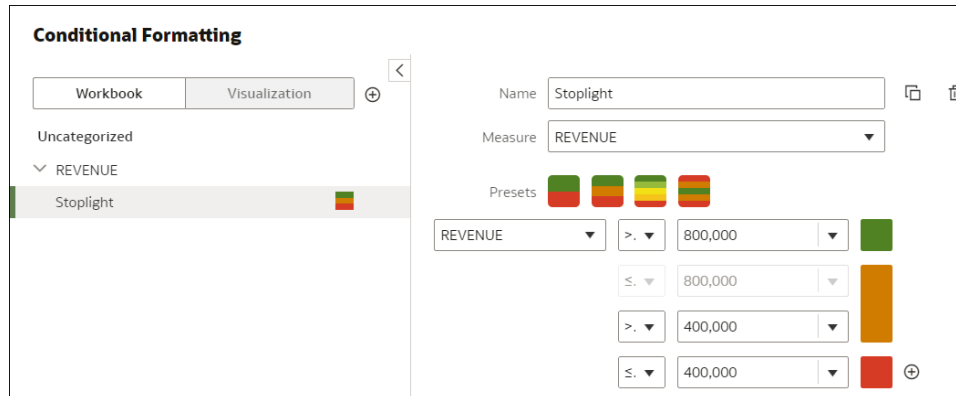 Conditional Formatting
Workbook Visualization
Name Stoplight
Uncategorized
Measure REVENUE
REVENUE
Presets
Stoplight
REVENUE >. 800,000
≤. 800,000
>. 400,000
≤. 400,000